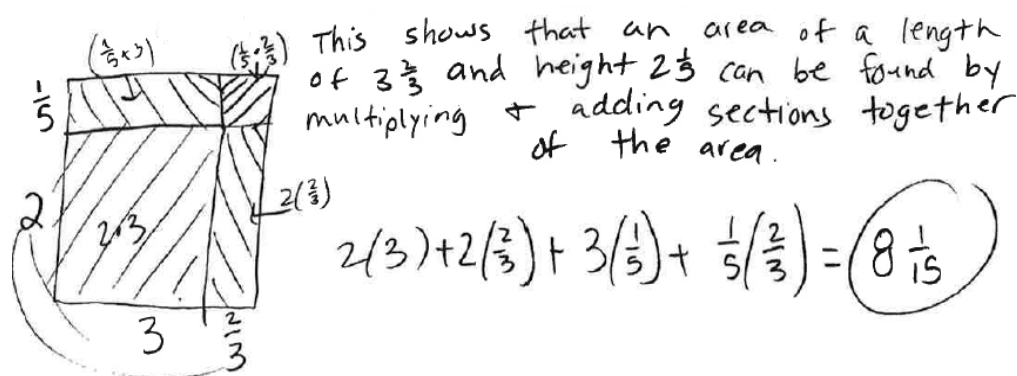 (1/5 × 3)
(1/5 · 2/3)
1/5
2
2·3
2(2/3)
3
2/3
This shows that an area of a length
of 3 2/3 and height 2 1/5 can be found by
multiplying + adding sections together
of the area.
2(3) + 2(2/3) + 3(1/5) + 1/5(2/3) = 8 1/15